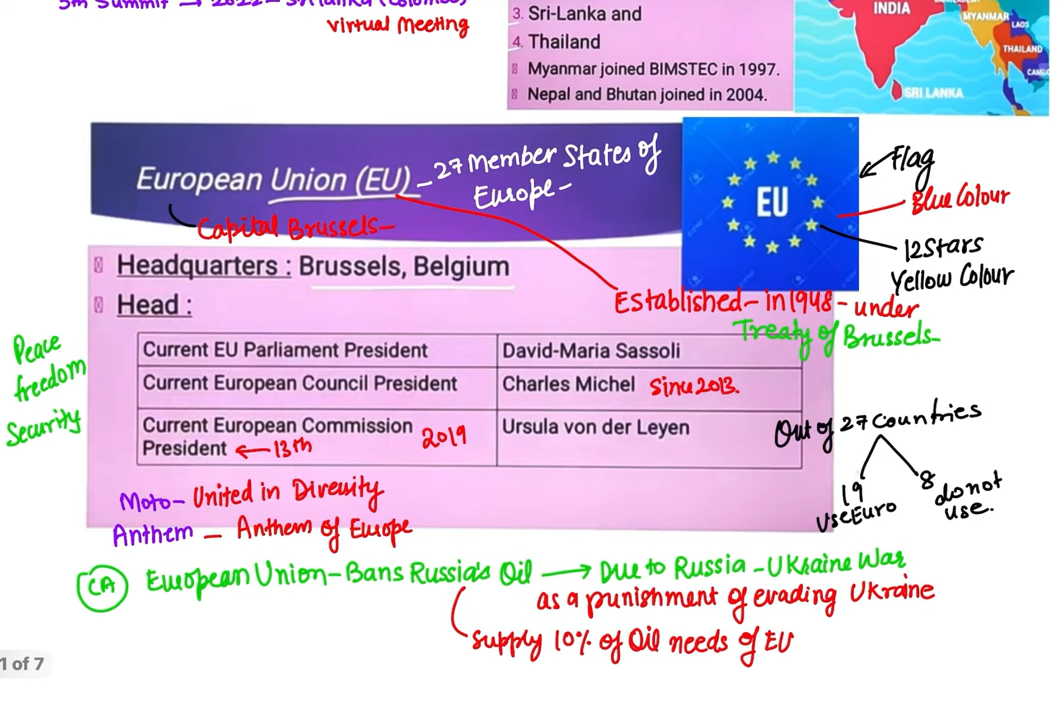 5th Summit → 2022 - Sri lanka (Colombo)
Virtual Meeting
3. Sri-Lanka and
4. Thailand
Myanmar joined BIMSTEC in 1997.
Nepal and Bhutan joined in 2004.
INDIA
MYANMAR
LAOS
THAILAND
SRI LANKA
European Union (EU) - 27 Member States of
Europe -
Capital Brussels -
EU
Flag
Blue Colour
12 Stars
Yellow Colour
Headquarters : Brussels, Belgium
Head :
Established - in 1948 - under
Treaty of Brussels -
Peace
freedom
Security
Current EU Parliament President David-Maria Sassoli
Current European Council President Charles Michel Since 2013.
Current European Commission 2019 Ursula von der Leyen
President ← 13th
Out of 27 Countries
19 Use Euro
8 do not use.
Moto - United in Diversity
Anthem - Anthem of Europe
CA European Union - Bans Russia's Oil → Due to Russia - Ukraine War
as a punishment of evading Ukraine
Supply 10% of Oil needs of EU
1 of 7